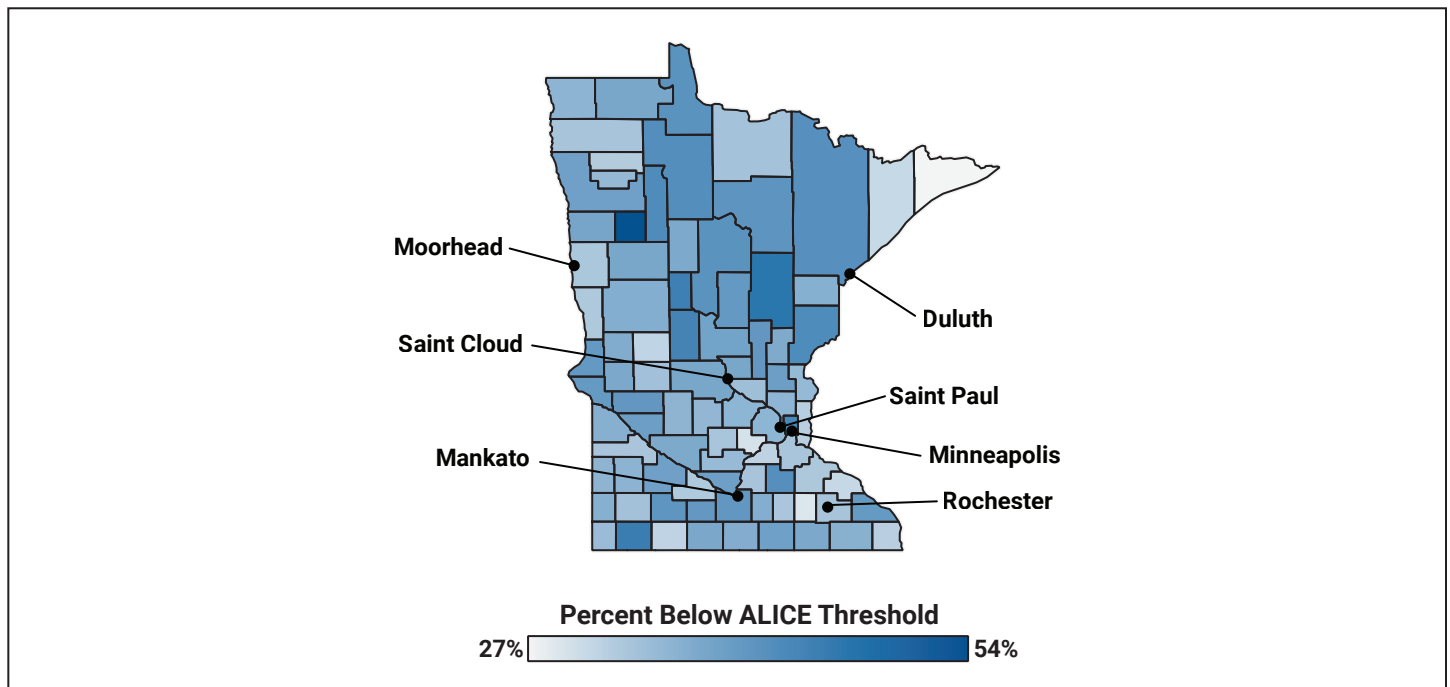 Moorhead
Duluth
Saint Cloud
Saint Paul
Minneapolis
Mankato
Rochester
Percent Below ALICE Threshold
27% 54%